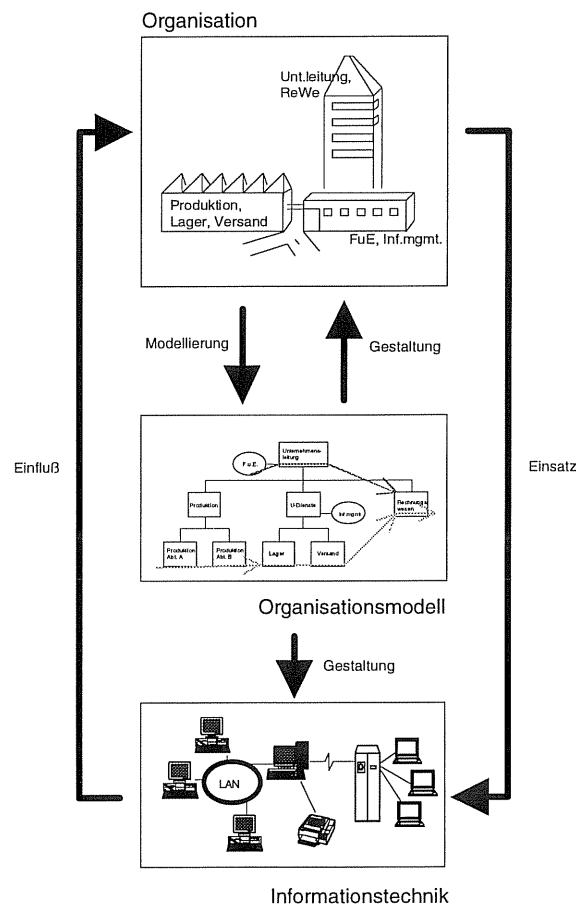 Organisation
Unt.leitung,
ReWe
Produktion,
Lager, Versand
FuE, Inf.mgmt.
Modellierung
Gestaltung
Einfluß
Einsatz
Unternehmens-
leitung
F.u.E.
Produktion
U-Dienste
Inf.mgmt.
Rechnungs-
wesen
Produktion
Abt. A
Produktion
Abt. B
Lager
Versand
Organisationsmodell
Gestaltung
LAN
Informationstechnik